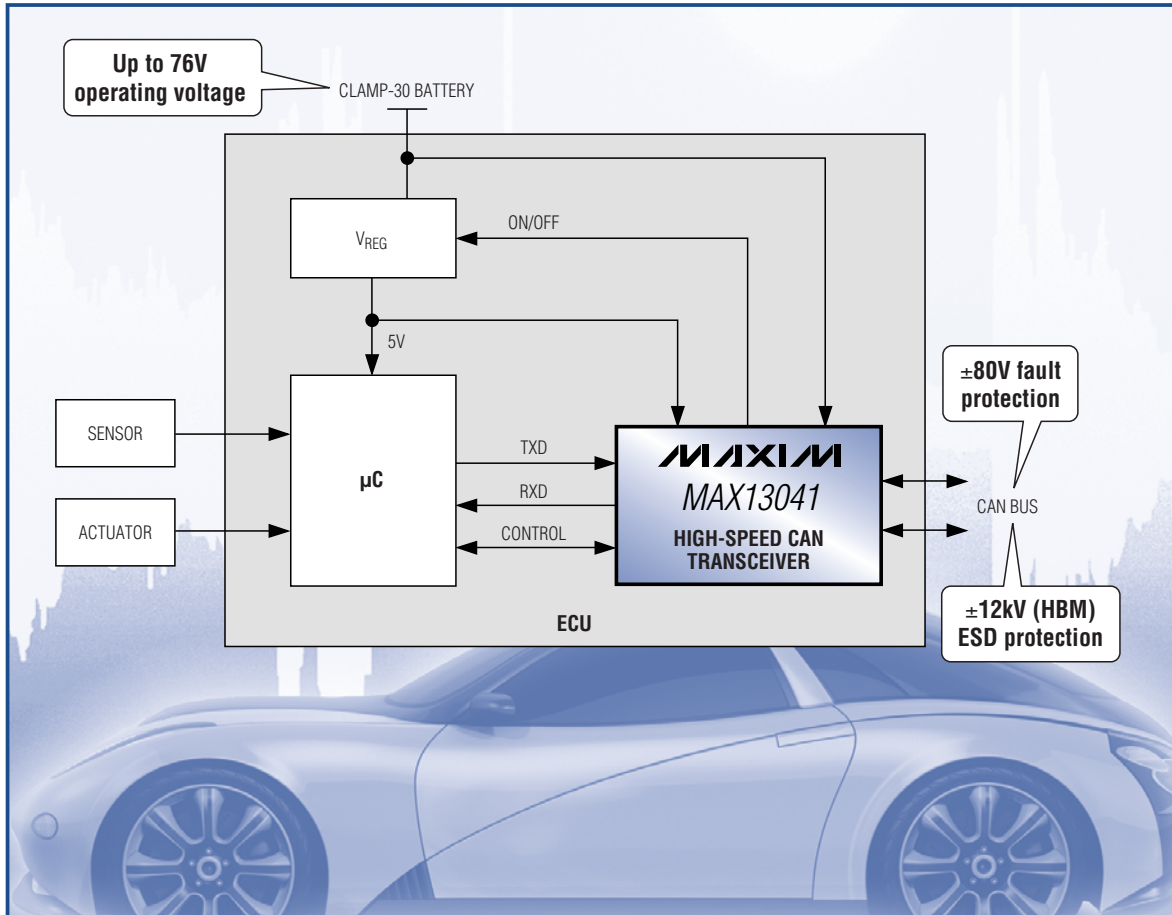 Up to 76V
operating voltage
CLAMP-30 BATTERY
V_REG
ON/OFF
5V
SENSOR
ACTUATOR
µC
TXD
RXD
CONTROL
MAXIM
MAX13041
HIGH-SPEED CAN
TRANSCEIVER
ECU
±80V fault
protection
CAN BUS
±12kV (HBM)
ESD protection